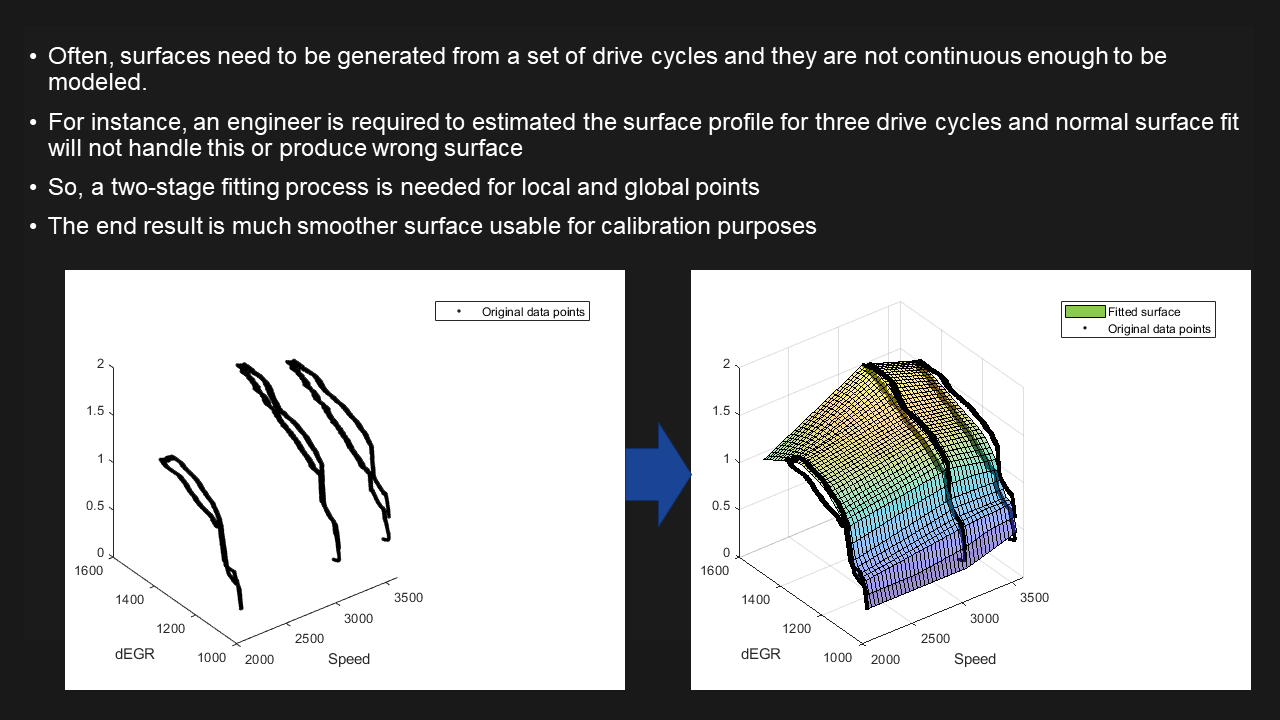 • Often, surfaces need to be generated from a set of drive cycles and they are not continuous enough to be
modeled.
• For instance, an engineer is required to estimated the surface profile for three drive cycles and normal surface fit
will not handle this or produce wrong surface
• So, a two-stage fitting process is needed for local and global points
• The end result is much smoother surface usable for calibration purposes
Original data points
2
1.5
1
0.5
0
1600
1400
1200
1000
dEGR
2000
2500
3000
3500
Speed
Fitted surface
Original data points
2
1.5
1
0.5
0
1600
1400
1200
1000
dEGR
2000
2500
3000
3500
Speed